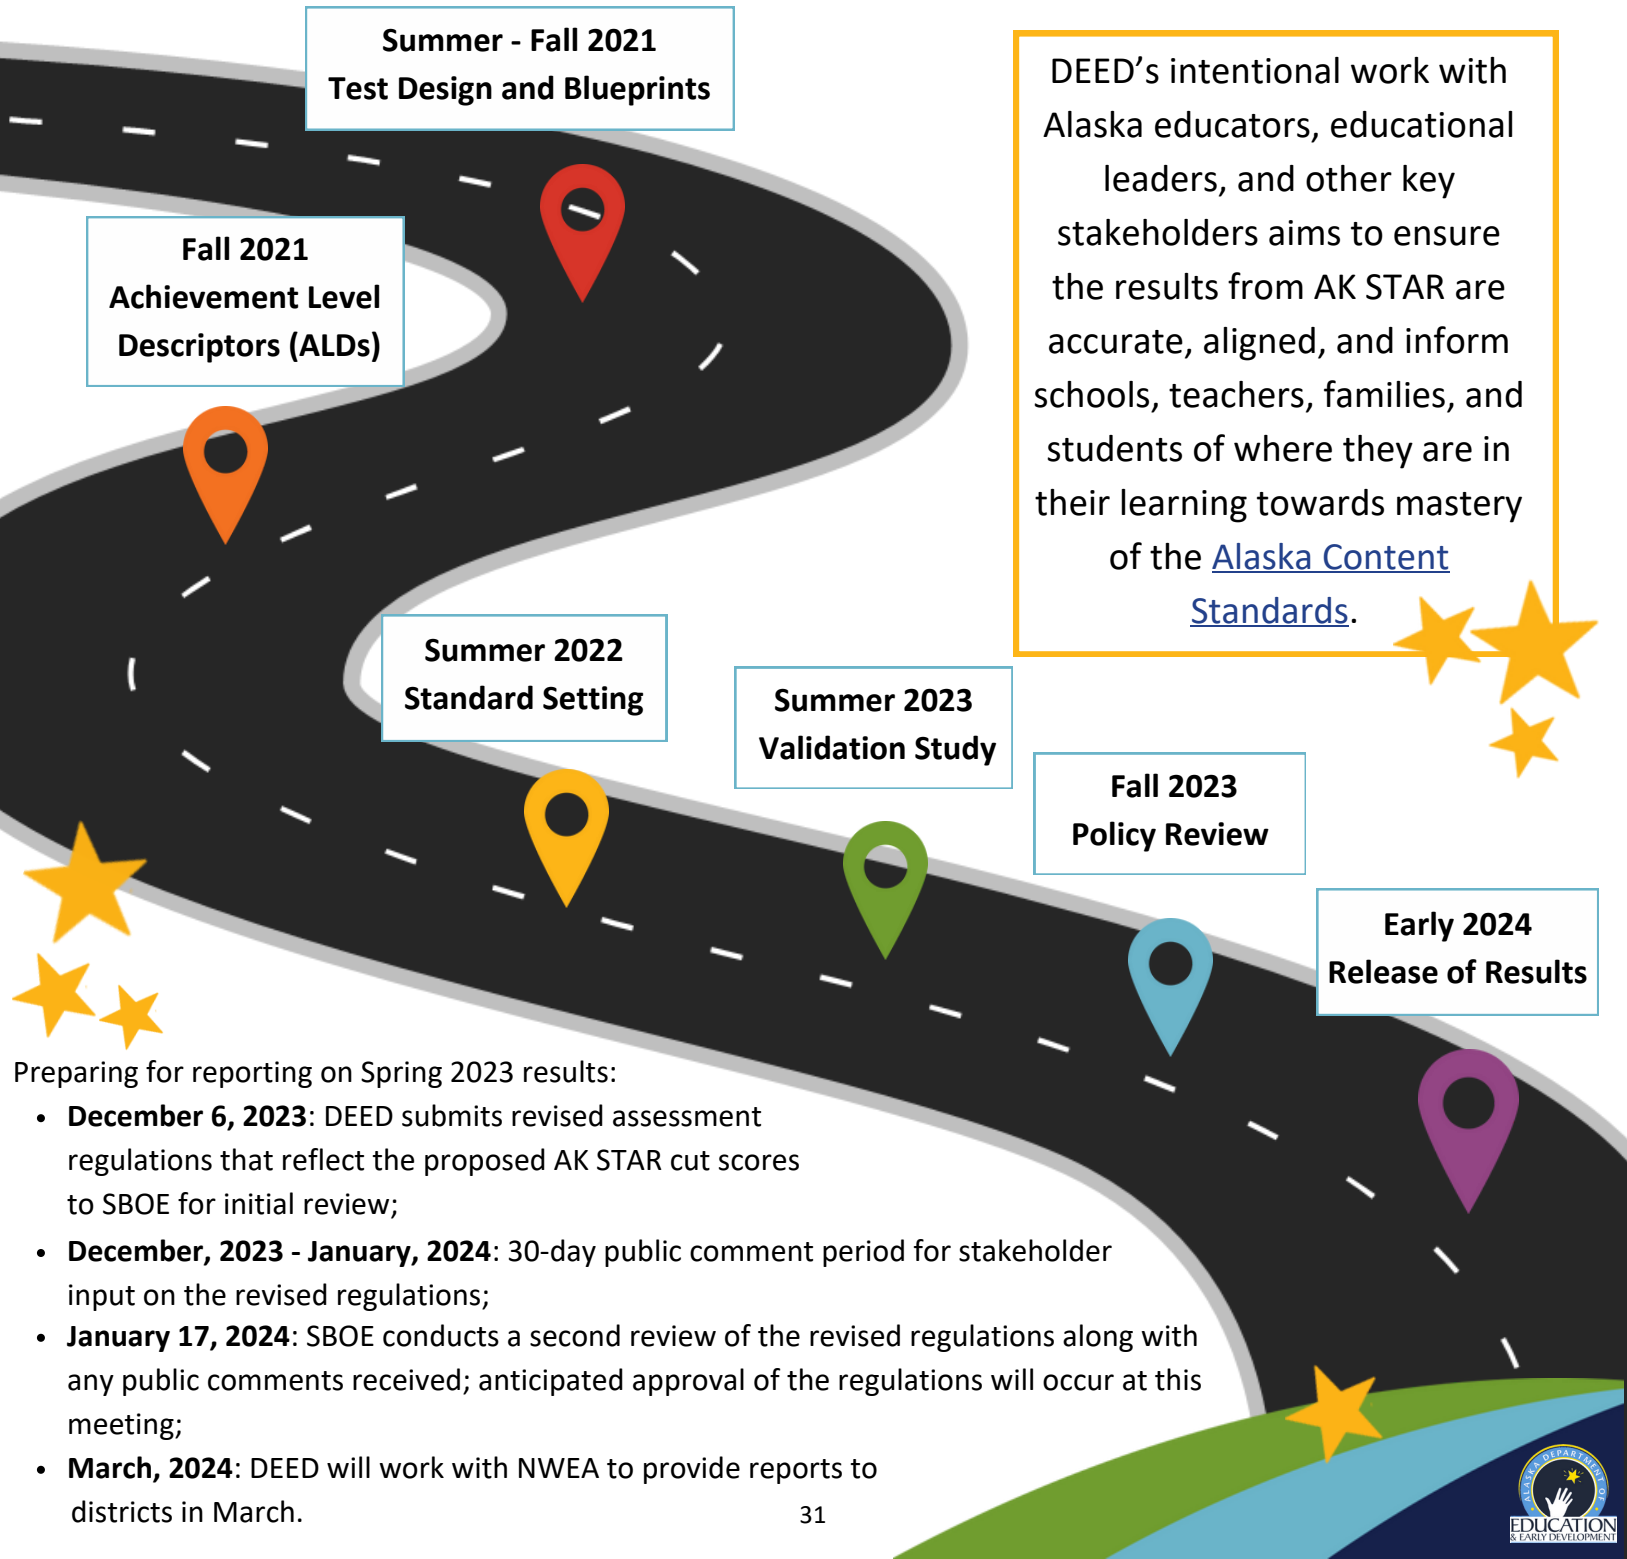 Summer - Fall 2021
Test Design and Blueprints
DEED’s intentional work with
Alaska educators, educational
leaders, and other key
stakeholders aims to ensure
the results from AK STAR are
accurate, aligned, and inform
schools, teachers, families, and
students of where they are in
their learning towards mastery
of the Alaska Content
Standards.
Fall 2021
Achievement Level
Descriptors (ALDs)
Summer 2022
Standard Setting
Summer 2023
Validation Study
Fall 2023
Policy Review
Early 2024
Release of Results
Preparing for reporting on Spring 2023 results:
• December 6, 2023: DEED submits revised assessment
regulations that reflect the proposed AK STAR cut scores
to SBOE for initial review;
• December, 2023 - January, 2024: 30-day public comment period for stakeholder
input on the revised regulations;
• January 17, 2024: SBOE conducts a second review of the revised regulations along with
any public comments received; anticipated approval of the regulations will occur at this
meeting;
• March, 2024: DEED will work with NWEA to provide reports to
districts in March.
31
ALASKA DEPARTMENT OF
EDUCATION
& EARLY DEVELOPMENT